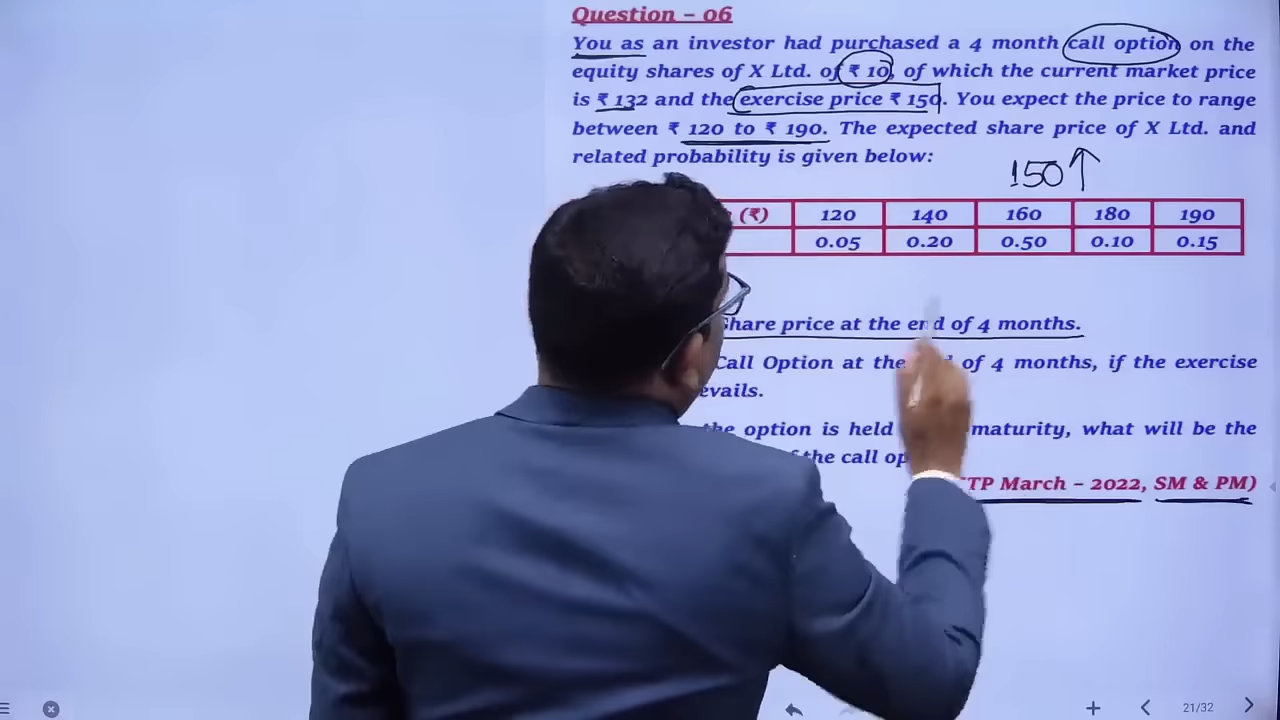 Question – 06
You as an investor had purchased a 4 month call option on the
equity shares of X Ltd. of ₹ 10, of which the current market price
is ₹ 132 and the exercise price ₹ 150. You expect the price to range
between ₹ 120 to ₹ 190. The expected share price of X Ltd. and
related probability is given below:
150↑
(₹) 120 140 160 180 190
0.05 0.20 0.50 0.10 0.15
Share price at the end of 4 months.
Call Option at the of 4 months, if the exercise
the option is held maturity, what will be the
the call
March – 2022, SM & PM)
21/32